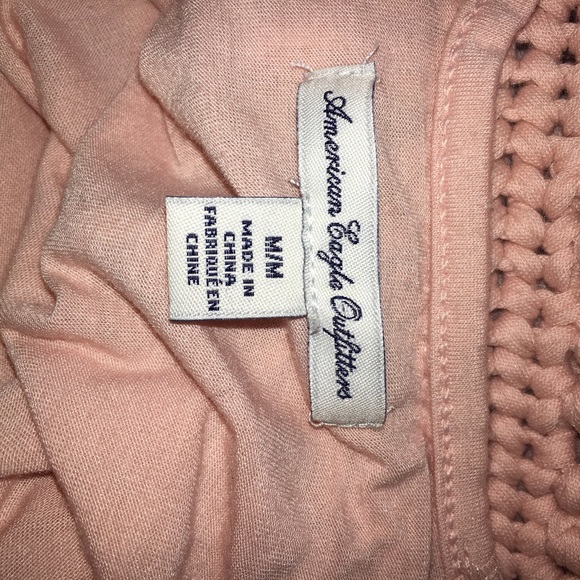 American Eagle Outfitters
M/M
MADE IN
CHINA
FABRIQUÉ EN
CHINE